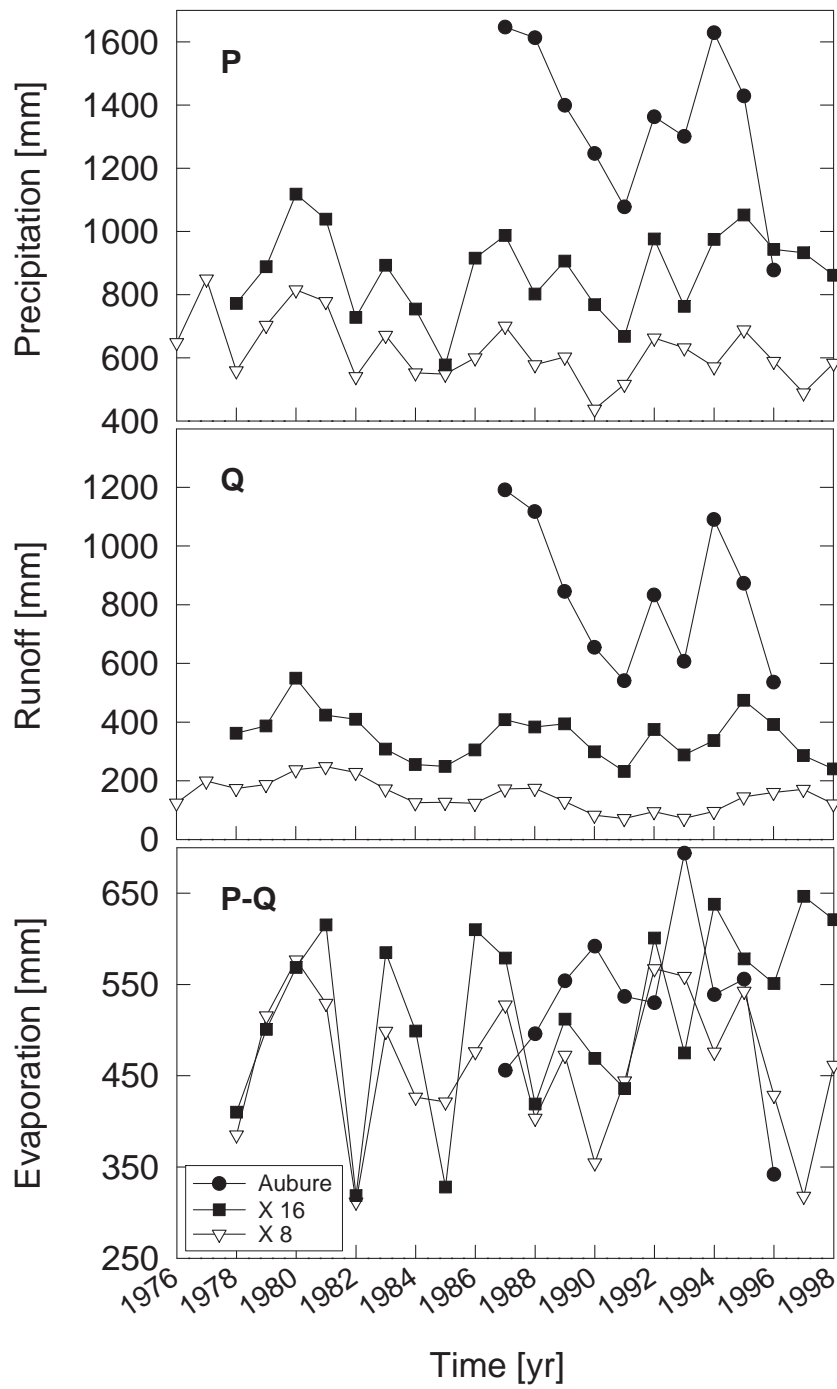 Precipitation [mm]
P
1600
1400
1200
1000
800
600
400
Runoff [mm]
Q
1200
1000
800
600
400
200
0
Evaporation [mm]
P-Q
650
550
450
350
250
Aubure
X 16
X 8
1976 1978 1980 1982 1984 1986 1988 1990 1992 1994 1996 1998
Time [yr]